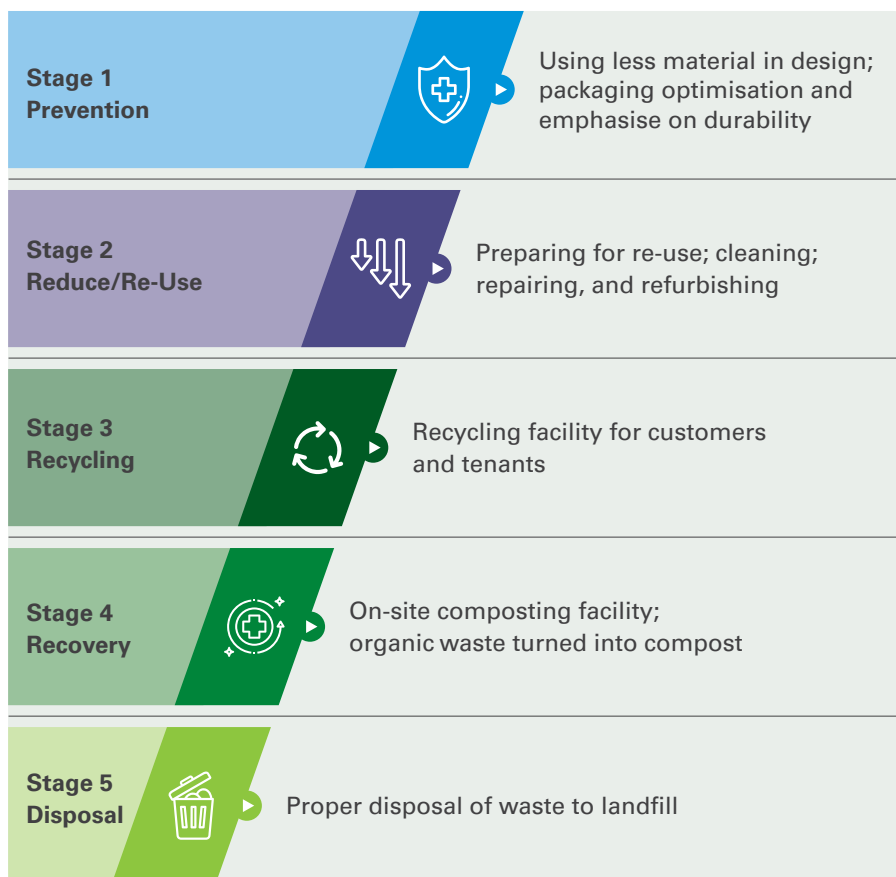 Stage 1
Prevention
Using less material in design;
packaging optimisation and
emphasise on durability
Stage 2
Reduce/Re-Use
Preparing for re-use; cleaning;
repairing, and refurbishing
Stage 3
Recycling
Recycling facility for customers
and tenants
Stage 4
Recovery
On-site composting facility;
organic waste turned into compost
Stage 5
Disposal
Proper disposal of waste to landfill